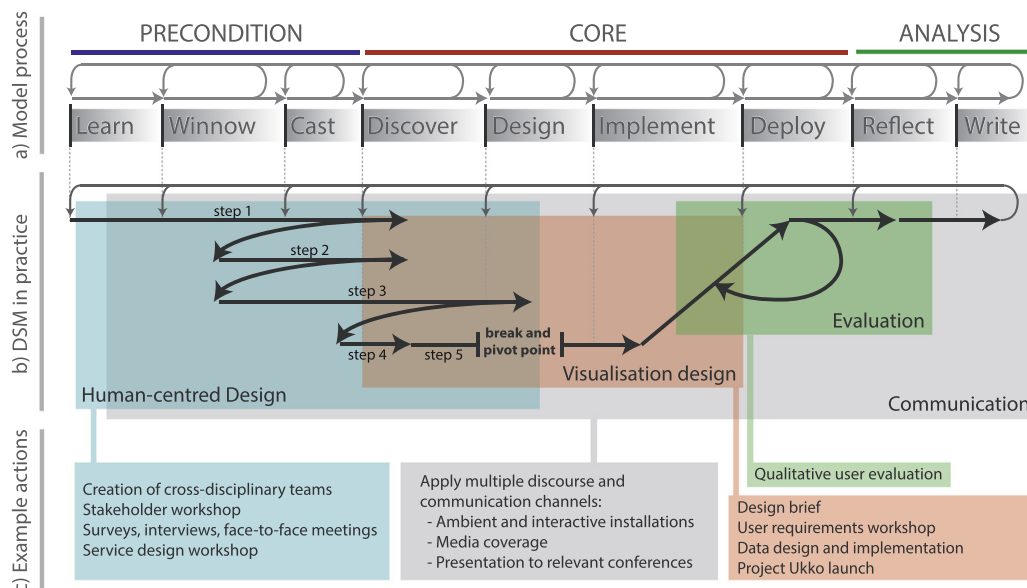 PRECONDITION
CORE
ANALYSIS
a) Model process
Learn
Winnow
Cast
Discover
Design
Implement
Deploy
Reflect
Write
b) DSM in practice
step 1
step 2
step 3
step 4
step 5
break and
pivot point
Human-centred Design
Visualisation design
Evaluation
Communication
c) Example actions
Creation of cross-disciplinary teams
Stakeholder workshop
Surveys, interviews, face-to-face meetings
Service design workshop
Apply multiple discourse and
communication channels:
- Ambient and interactive installations
- Media coverage
- Presentation to relevant conferences
Qualitative user evaluation
Design brief
User requirements workshop
Data design and implementation
Project Ukko launch